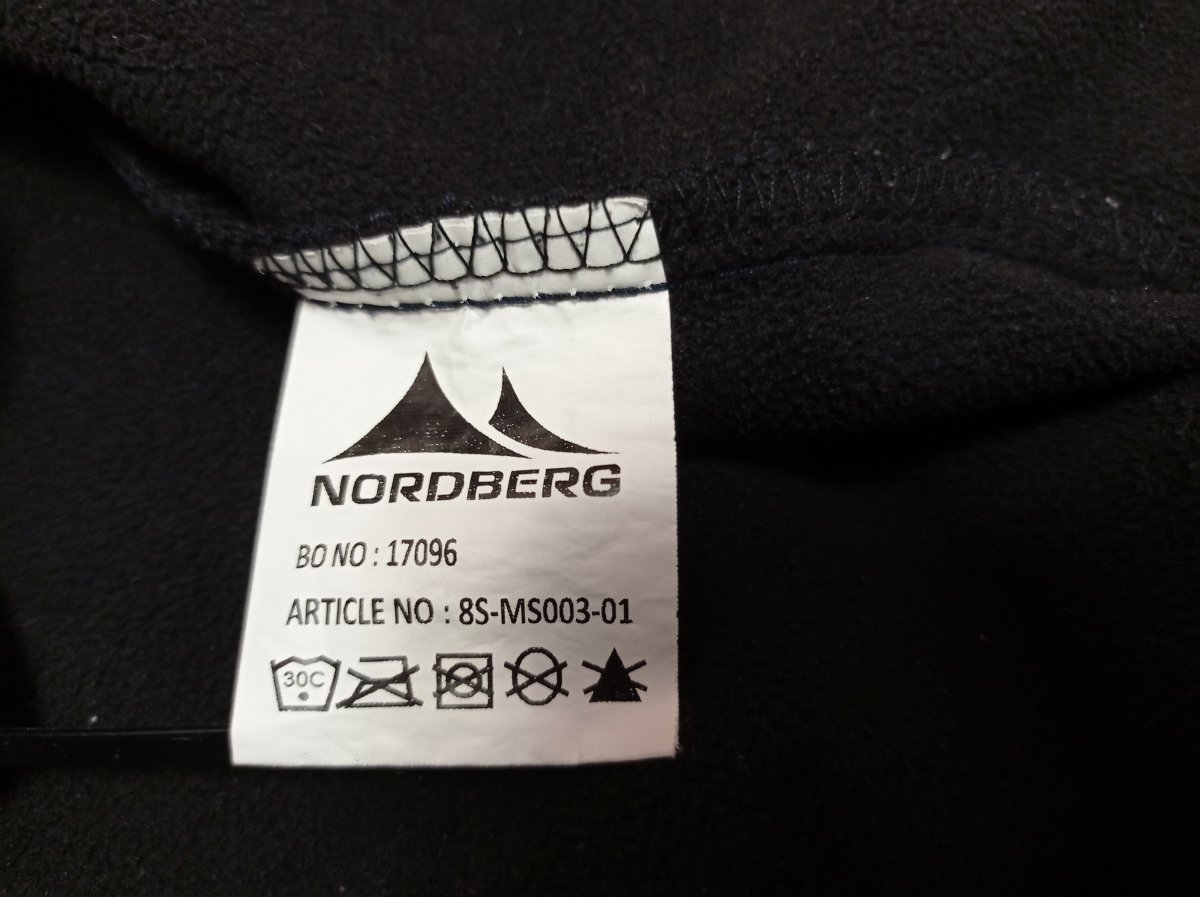 NORDBERG
BO NO : 17096
ARTICLE NO : 8S-MS003-01
30C